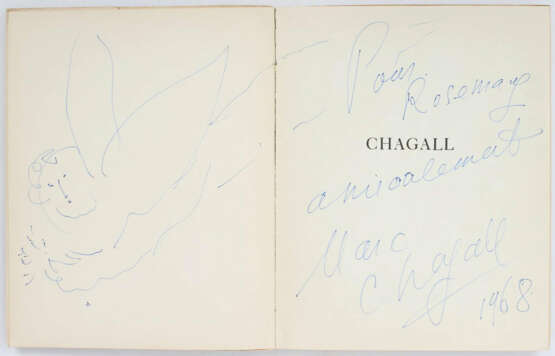 Pour
Rosemary
CHAGALL
amicalement
Marc
Chagall
1968